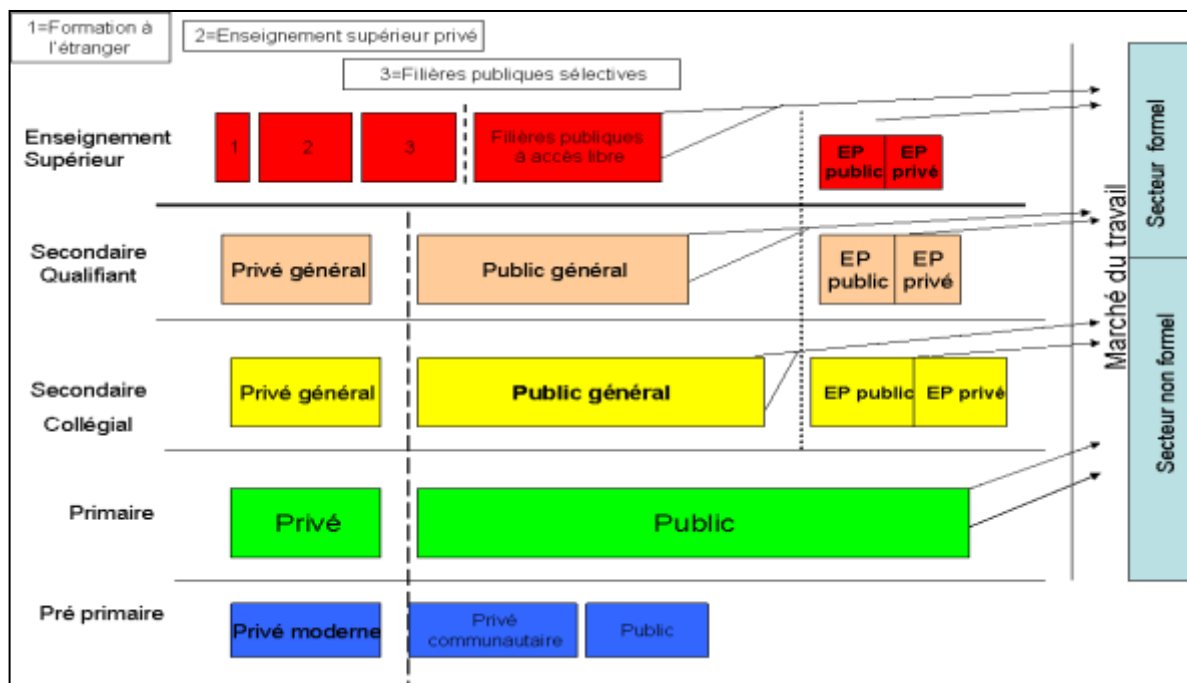 1=Formation à
l'étranger
2=Enseignement supérieur privé
3=Filières publiques sélectives
Enseignement
Supérieur
1
2
3
Filières publiques
à accès libre
EP
public
EP
privé
Secondaire
Qualifiant
Privé général
Public général
EP
public
EP
privé
Secondaire
Collégial
Privé général
Public général
EP public
EP privé
Primaire
Privé
Public
Pré primaire
Privé moderne
Privé
communautaire
Public
Marché du travail
Secteur formel
Secteur non formel